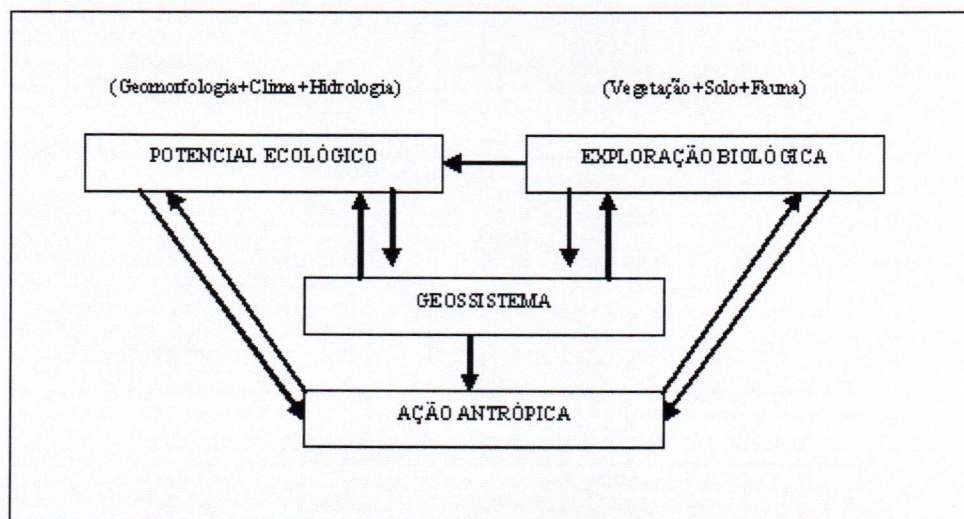 (Geomorfologia+Clima+Hidrologia)
(Vegetação+Solo+Fauna)
POTENCIAL ECOLÓGICO
EXPLORAÇÃO BIOLÓGICA
GEOSSISTEMA
AÇÃO ANTRÓPICA